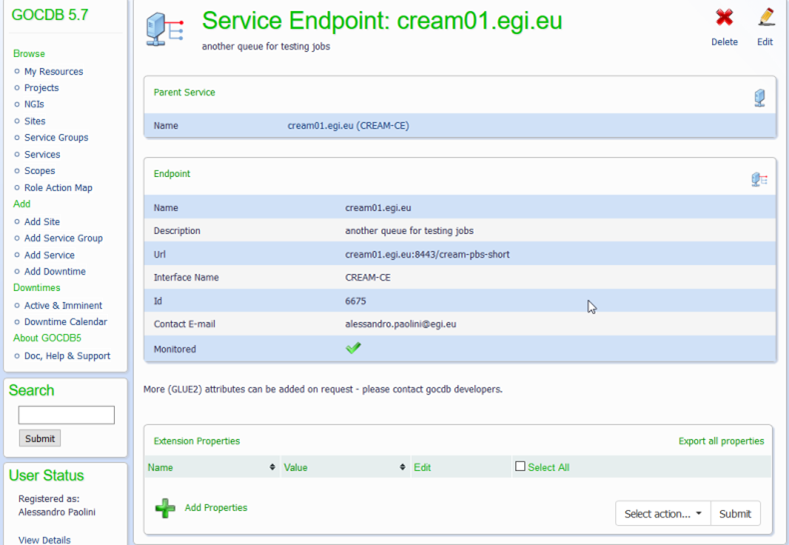 GOCDB 5.7
Browse
My Resources
Projects
NGIs
Sites
Service Groups
Services
Scopes
Role Action Map
Add
Add Site
Add Service Group
Add Service
Add Downtime
Downtimes
Active & Imminent
Downtime Calendar
About GOCDB5
Doc, Help & Support
Search
Submit
User Status
Registered as:
Alessandro Paolini
View Details
Service Endpoint: cream01.egi.eu
another queue for testing jobs
Delete Edit
Parent Service
Name cream01.egi.eu (CREAM-CE)
Endpoint
Name cream01.egi.eu
Description another queue for testing jobs
Url cream01.egi.eu:8443/cream-pbs-short
Interface Name CREAM-CE
Id 6675
Contact E-mail alessandro.paolini@egi.eu
Monitored
More (GLUE2) attributes can be added on request - please contact gocdb developers.
Extension Properties Export all properties
Name Value Edit Select All
Add Properties
Select action... Submit